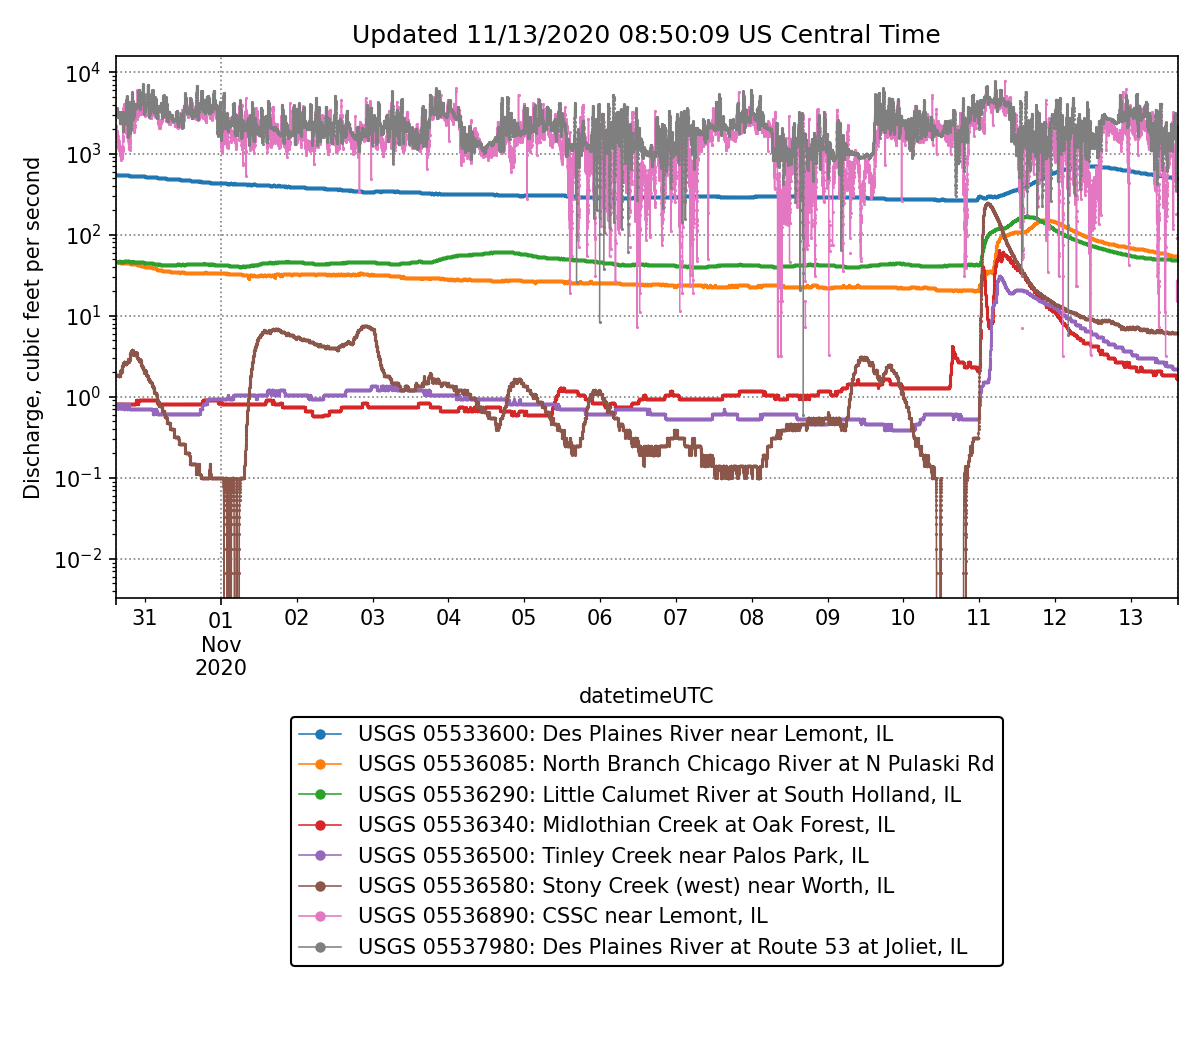 Updated 11/13/2020 08:50:09 US Central Time
Discharge, cubic feet per second
10^4
10^3
10^2
10^1
10^0
10^−1
10^−2
31 01 02 03 04 05 06 07 08 09 10 11 12 13
Nov
2020
datetimeUTC
USGS 05533600: Des Plaines River near Lemont, IL
USGS 05536085: North Branch Chicago River at N Pulaski Rd
USGS 05536290: Little Calumet River at South Holland, IL
USGS 05536340: Midlothian Creek at Oak Forest, IL
USGS 05536500: Tinley Creek near Palos Park, IL
USGS 05536580: Stony Creek (west) near Worth, IL
USGS 05536890: CSSC near Lemont, IL
USGS 05537980: Des Plaines River at Route 53 at Joliet, IL